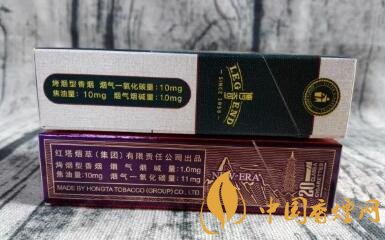 烤烟型香烟 烟气一氧化碳量:10mg
焦油量:10mg 烟气烟碱量:1.0mg
传奇
LEGEND
SINCE 1956
红塔烟草(集团)有限责任公司出品
烤烟型香烟 烟气烟碱量:1.0mg
焦油量:10mg 烟气一氧化碳量:11mg
MADE BY HONGTA TOBACCO (GROUP) CO., LTD.
NEW ERA
20
CIGARETTES
中国香烟网